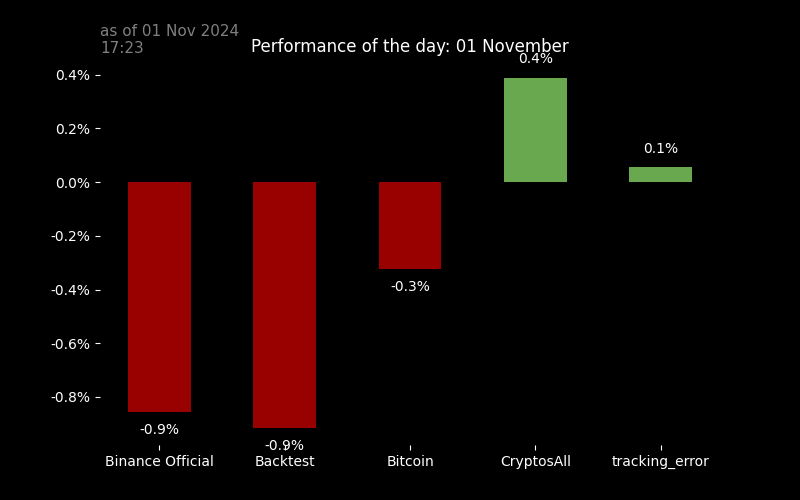 as of 01 Nov 2024
17:23
Performance of the day: 01 November
0.4%
0.2%
0.0%
-0.2%
-0.4%
-0.6%
-0.8%
-0.9%
-0.9%
-0.3%
0.4%
0.1%
Binance Official
Backtest
Bitcoin
CryptosAll
tracking_error